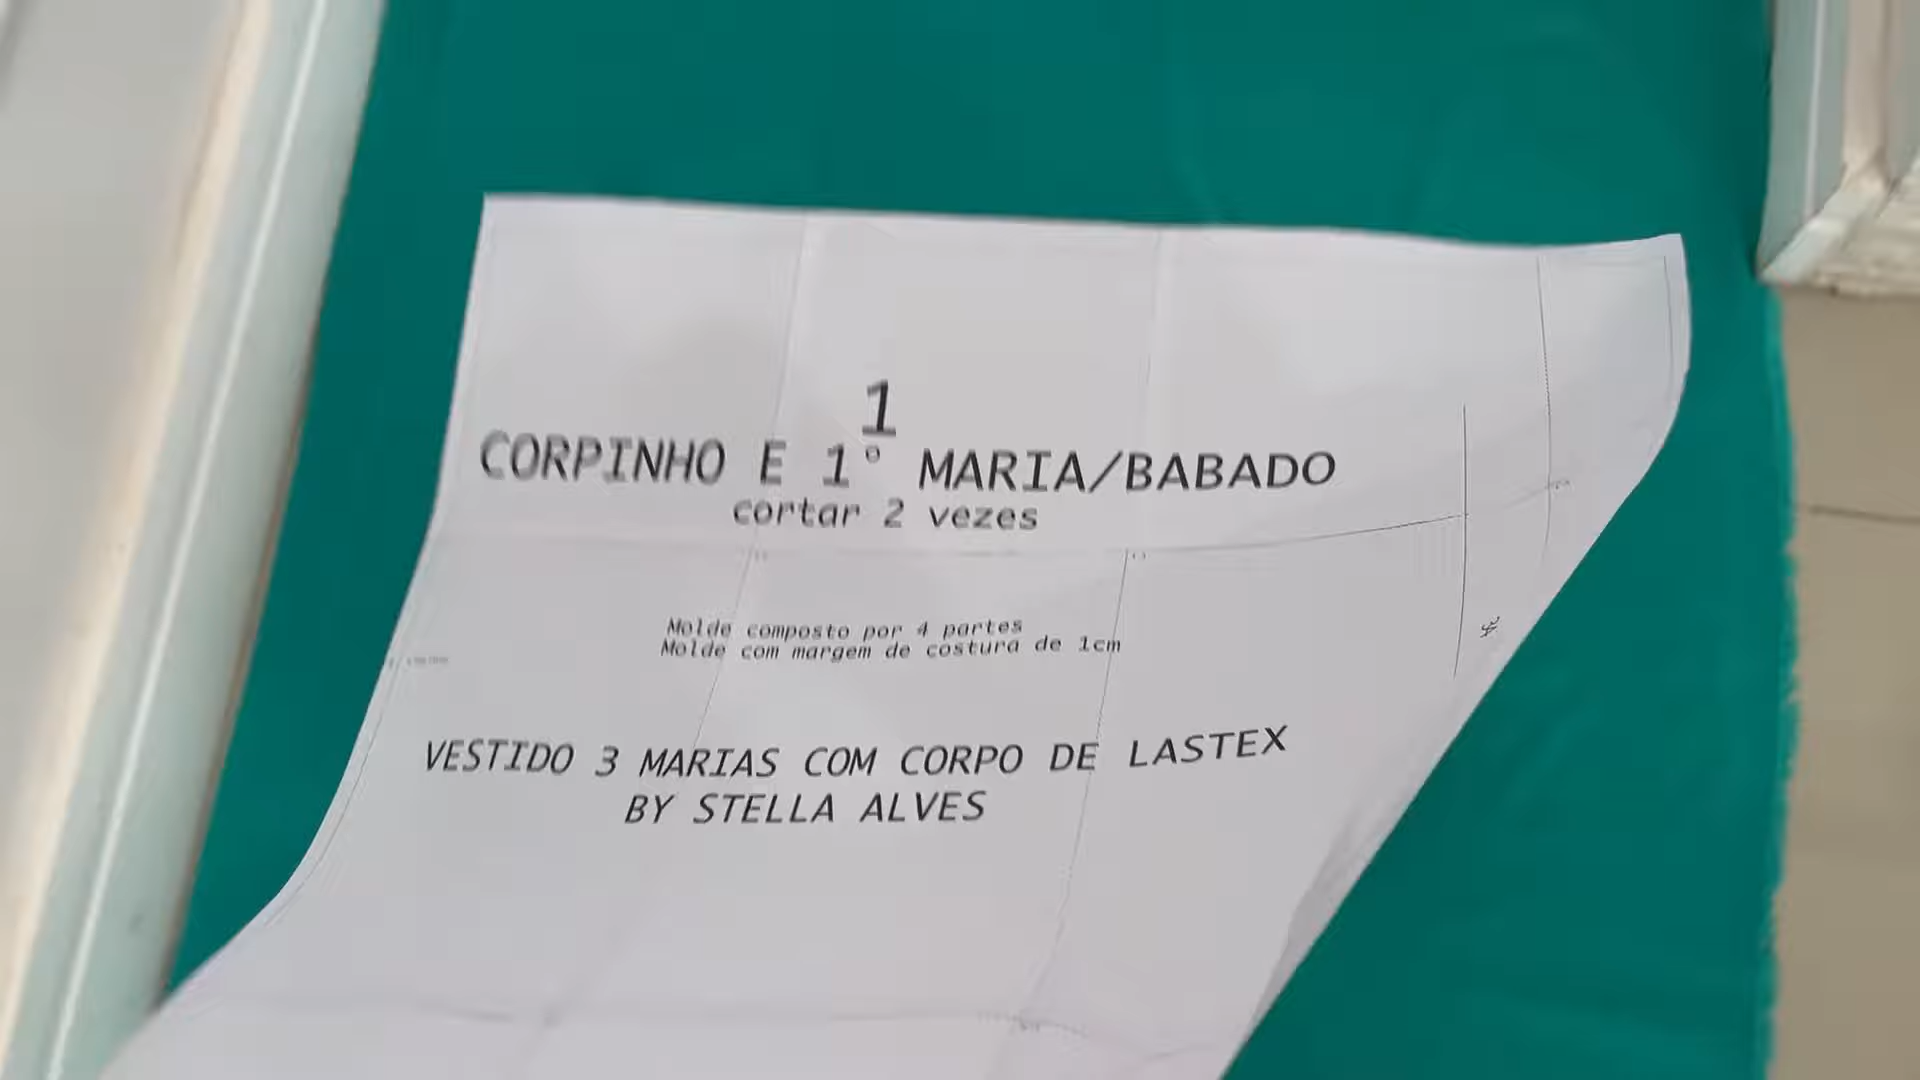 1
CORPINHO E 1º MARIA/BABADO
cortar 2 vezes
Molde composto por 4 partes
Molde com margem de costura de 1cm
VESTIDO 3 MARIAS COM CORPO DE LASTEX
BY STELLA ALVES